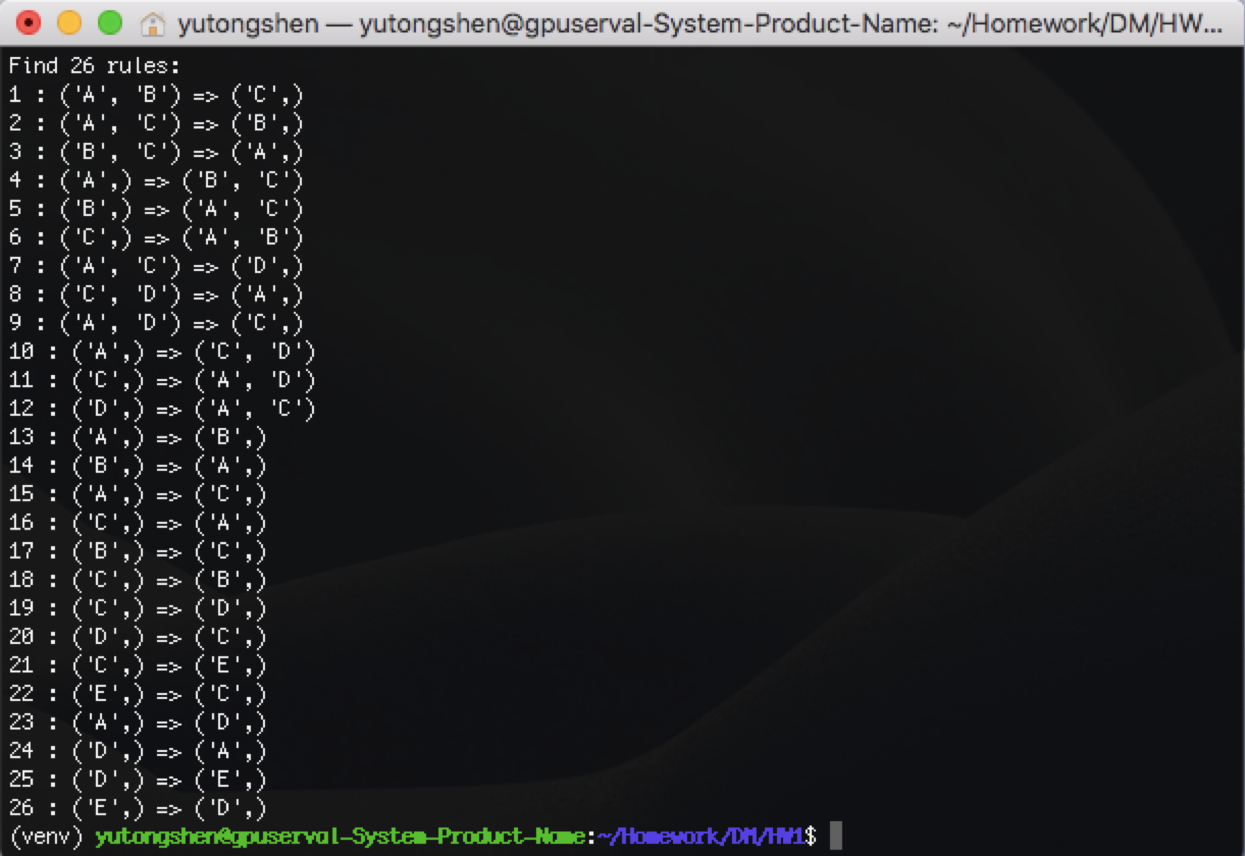 yutongshen — yutongshen@gpuserval-System-Product-Name: ~/Homework/DM/HW...
Find 26 rules:
1 : ('A', 'B') => ('C',)
2 : ('A', 'C') => ('B',)
3 : ('B', 'C') => ('A',)
4 : ('A',) => ('B', 'C')
5 : ('B',) => ('A', 'C')
6 : ('C',) => ('A', 'B')
7 : ('A', 'C') => ('D',)
8 : ('C', 'D') => ('A',)
9 : ('A', 'D') => ('C',)
10 : ('A',) => ('C', 'D')
11 : ('C',) => ('A', 'D')
12 : ('D',) => ('A', 'C')
13 : ('A',) => ('B',)
14 : ('B',) => ('A',)
15 : ('A',) => ('C',)
16 : ('C',) => ('A',)
17 : ('B',) => ('C',)
18 : ('C',) => ('B',)
19 : ('C',) => ('D',)
20 : ('D',) => ('C',)
21 : ('C',) => ('E',)
22 : ('E',) => ('C',)
23 : ('A',) => ('D',)
24 : ('D',) => ('A',)
25 : ('D',) => ('E',)
26 : ('E',) => ('D',)
(venv) yutongshen@gpuserval-System-Product-Name:~/Homework/DM/HW1$